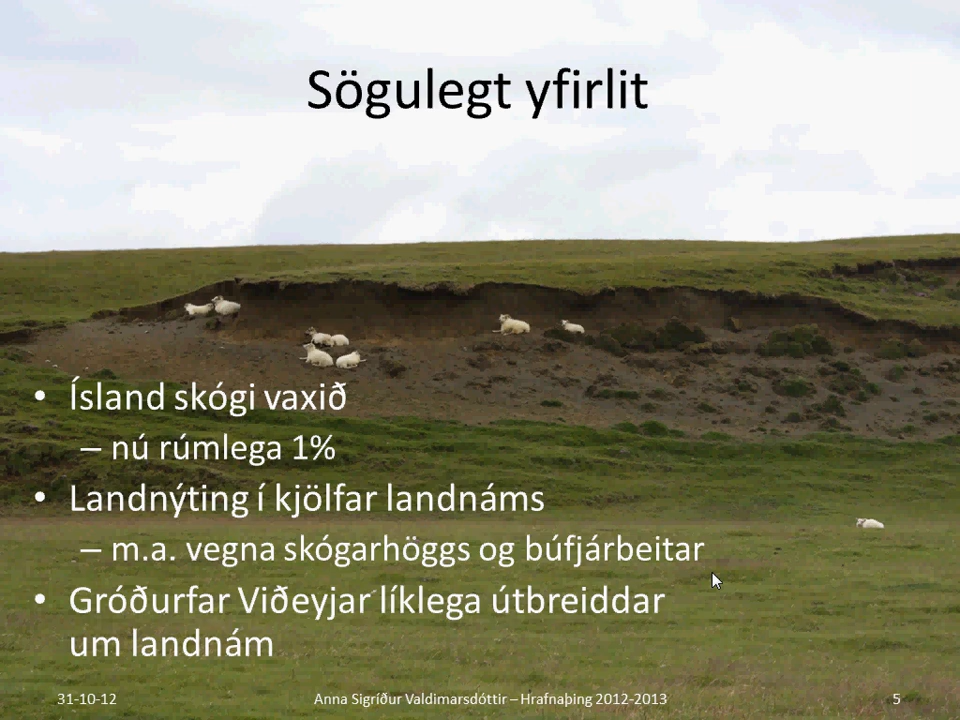 Sögulegt yfirlit
• Ísland skógi vaxið
– nú rúmlega 1%
• Landnýting í kjölfar landnáms
– m.a. vegna skógarhöggs og búfjárbeitar
• Gróðurfar Viðeyjar líklega útbreiddar
um landnám
31-10-12 Anna Sigríður Valdimarsdóttir – Hrafnaþing 2012-2013 5